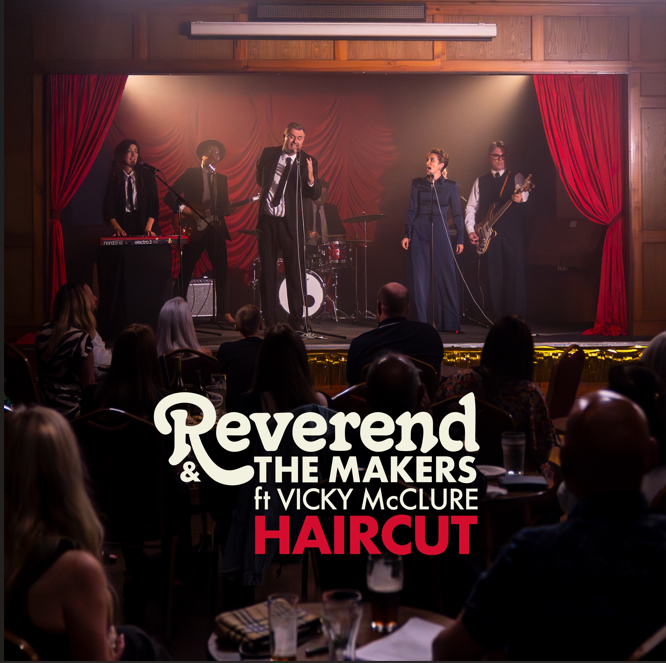 Reverend
& THE MAKERS
ft VICKY McCLURE
HAIRCUT